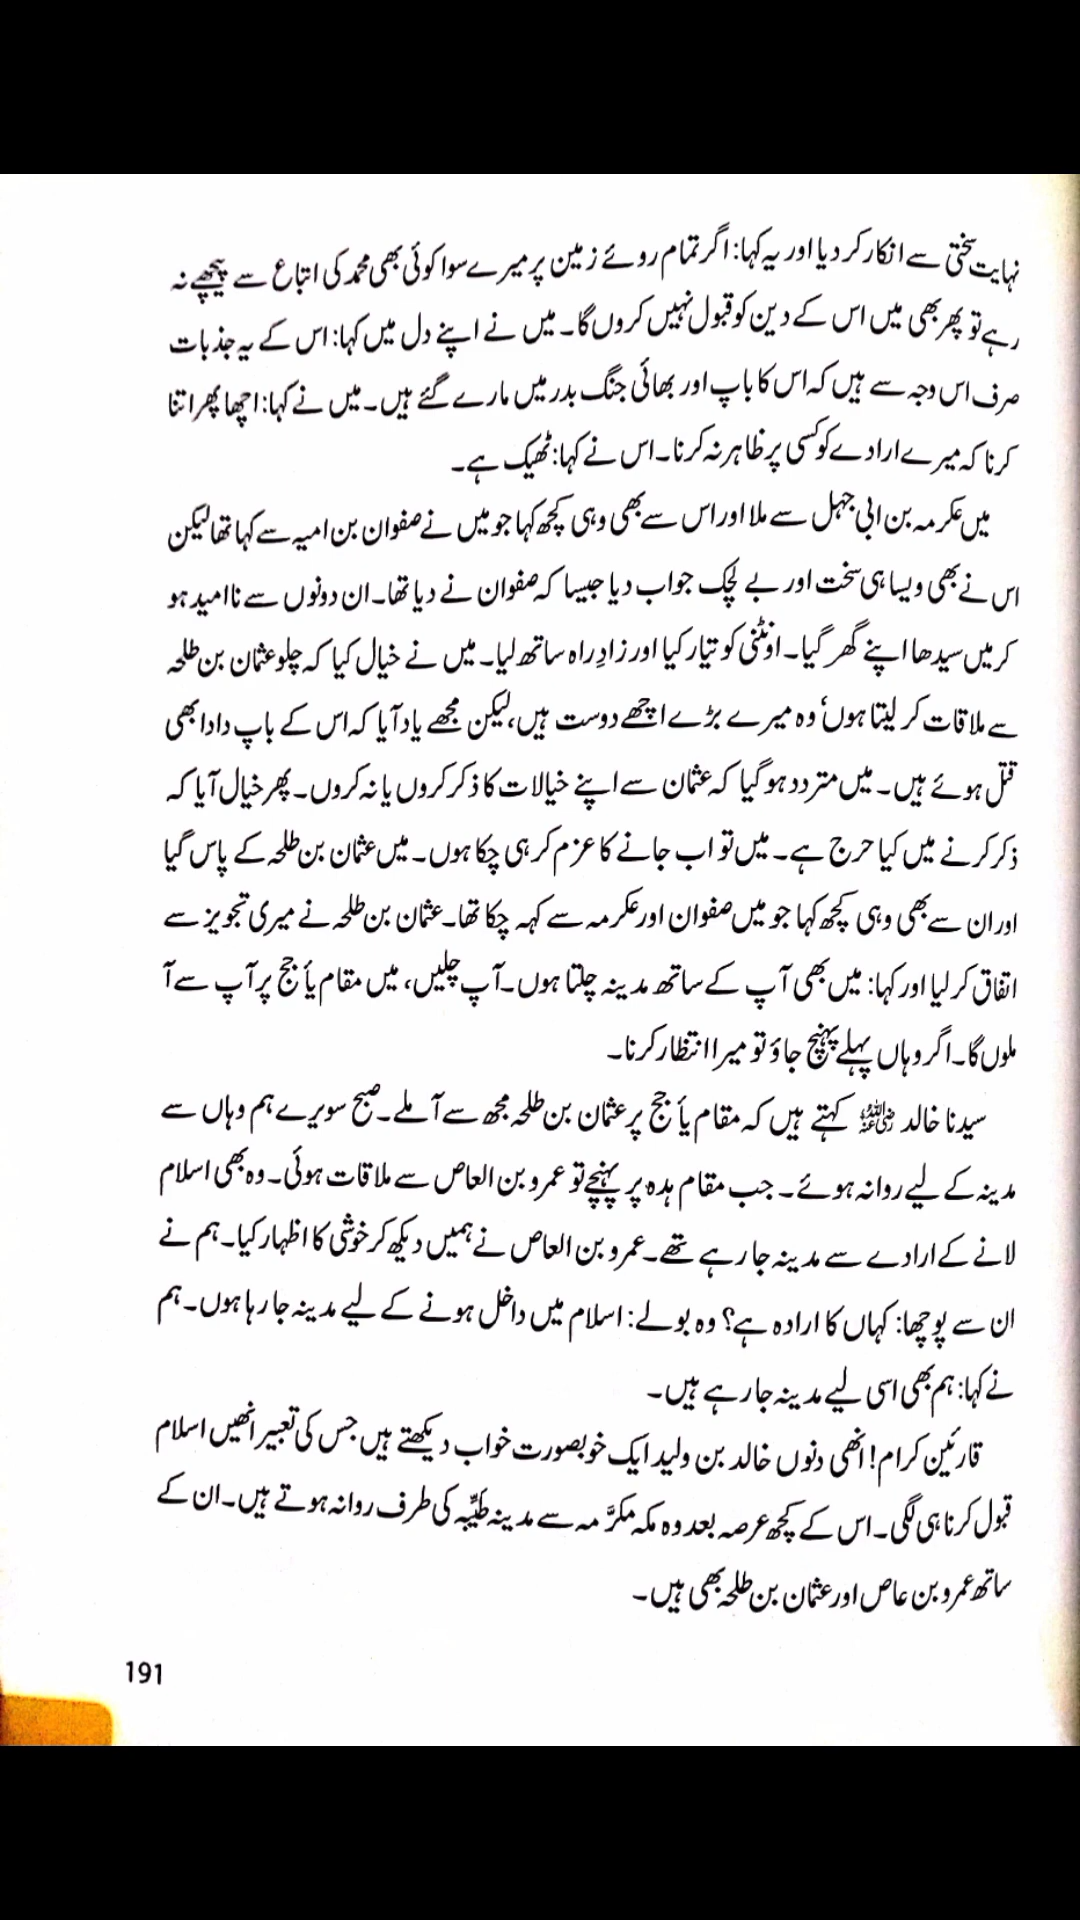 نہایت سختی سے انکار کر دیا اور یہ کہا: اگر تمام روئے زمین پر میرے سوا کوئی بھی محمد کی اتباع سے پیچھے نہ
رہے تو پھر بھی میں اس کے دین کو قبول نہیں کروں گا۔ میں نے اپنے دل میں کہا: اس کے یہ جذبات
صرف اس وجہ سے ہیں کہ اس کا باپ اور بھائی جنگ بدر میں مارے گئے ہیں۔ میں نے کہا: اچھا پھر اتنا
کرنا کہ میرے ارادے کو کسی پر ظاہر نہ کرنا۔ اس نے کہا: ٹھیک ہے۔
میں عکرمہ بن ابی جہل سے ملا اور اس سے بھی وہی کچھ کہا جو میں نے صفوان بن امیہ سے کہا تھا لیکن
اس نے بھی ویسا ہی سخت اور بے لچک جواب دیا جیسا کہ صفوان نے دیا تھا۔ ان دونوں سے ناامید ہو
کر میں سیدھا اپنے گھر گیا۔ اونٹنی کو تیار کیا اور زادِ راہ ساتھ لیا۔ میں نے خیال کیا کہ چلو عثمان بن طلحہ
سے ملاقات کر لیتا ہوں‘ وہ میرے بڑے اچھے دوست ہیں، لیکن مجھے یاد آیا کہ اس کے باپ دادا بھی
قتل ہوئے ہیں۔ میں متردد ہو گیا کہ عثمان سے اپنے خیالات کا ذکر کروں یا نہ کروں۔ پھر خیال آیا کہ
ذکر کرنے میں کیا حرج ہے۔ میں تو اب جانے کا عزم کر ہی چکا ہوں۔ میں عثمان بن طلحہ کے پاس گیا
اور ان سے بھی وہی کچھ کہا جو میں صفوان اور عکرمہ سے کہہ چکا تھا۔ عثمان بن طلحہ نے میری تجویز سے
اتفاق کر لیا اور کہا: میں بھی آپ کے ساتھ مدینہ چلتا ہوں۔ آپ چلیں، میں مقام یأجج پر آپ سے آ
ملوں گا۔ اگر وہاں پہلے پہنچ جاؤ تو میرا انتظار کرنا۔
سیدنا خالد رضی اللہ عنہ کہتے ہیں کہ مقام یأجج پر عثمان بن طلحہ مجھ سے آ ملے۔ صبح سویرے ہم وہاں سے
مدینہ کے لیے روانہ ہوئے۔ جب مقام ہدہ پر پہنچے تو عمرو بن العاص سے ملاقات ہوئی۔ وہ بھی اسلام
لانے کے ارادے سے مدینہ جا رہے تھے۔ عمرو بن العاص نے ہمیں دیکھ کر خوشی کا اظہار کیا۔ ہم نے
ان سے پوچھا: کہاں کا ارادہ ہے؟ وہ بولے: اسلام میں داخل ہونے کے لیے مدینہ جا رہا ہوں۔ ہم
نے کہا: ہم بھی اسی لیے مدینہ جا رہے ہیں۔
قارئین کرام! انھی دنوں خالد بن ولید ایک خوبصورت خواب دیکھتے ہیں جس کی تعبیر انھیں اسلام
قبول کرنا ہی لگی۔ اس کے کچھ عرصہ بعد وہ مکہ مکرَّمہ سے مدینہ طیِّبہ کی طرف روانہ ہوتے ہیں۔ ان کے
ساتھ عمرو بن عاص اور عثمان بن طلحہ بھی ہیں۔
191